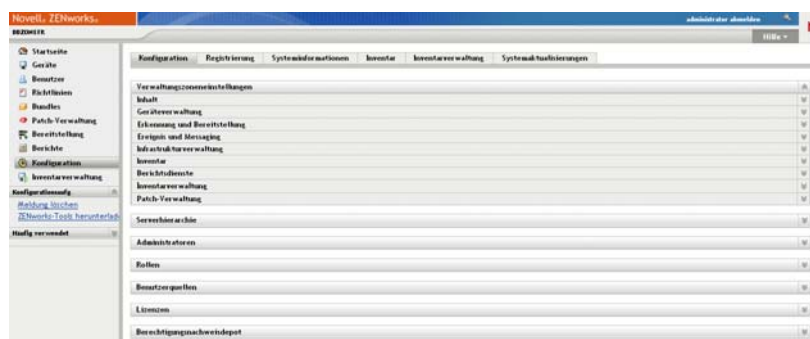 Novell. ZENworks.
administrator abmelden
Hilfe
Startseite
Geräte
Benutzer
Richtlinien
Bundles
Patch-Verwaltung
Bereitstellung
Berichte
Konfiguration
Inventarverwaltung
Konfigurationsaufg
Meldung löschen
ZENworks-Tools herunterlade
Häufig verwendet
Konfiguration Registrierung Systeminformationen Inventar Inventarverwaltung Systemaktualisierungen
Verwaltungszoneneinstellungen
Inhalt
Geräteverwaltung
Erkennung und Bereitstellung
Ereignis und Messaging
Infrastrukturverwaltung
Inventar
Berichtsdienste
Inventarverwaltung
Patch-Verwaltung
Serverhierarchie
Administratoren
Rollen
Benutzerquellen
Lizenzen
Berechtigungsnachweisdepot